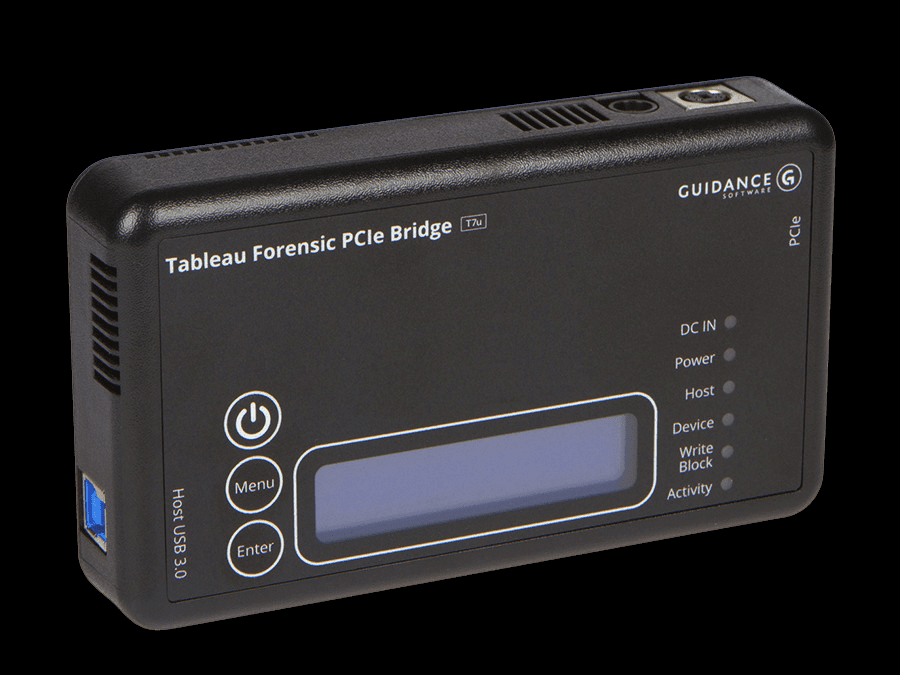 GUIDANCE G
SOFTWARE
Tableau Forensic PCIe Bridge T7u
PCIe
DC IN
Power
Host
Device
Write
Block
Activity
Menu
Enter
Host USB 3.0